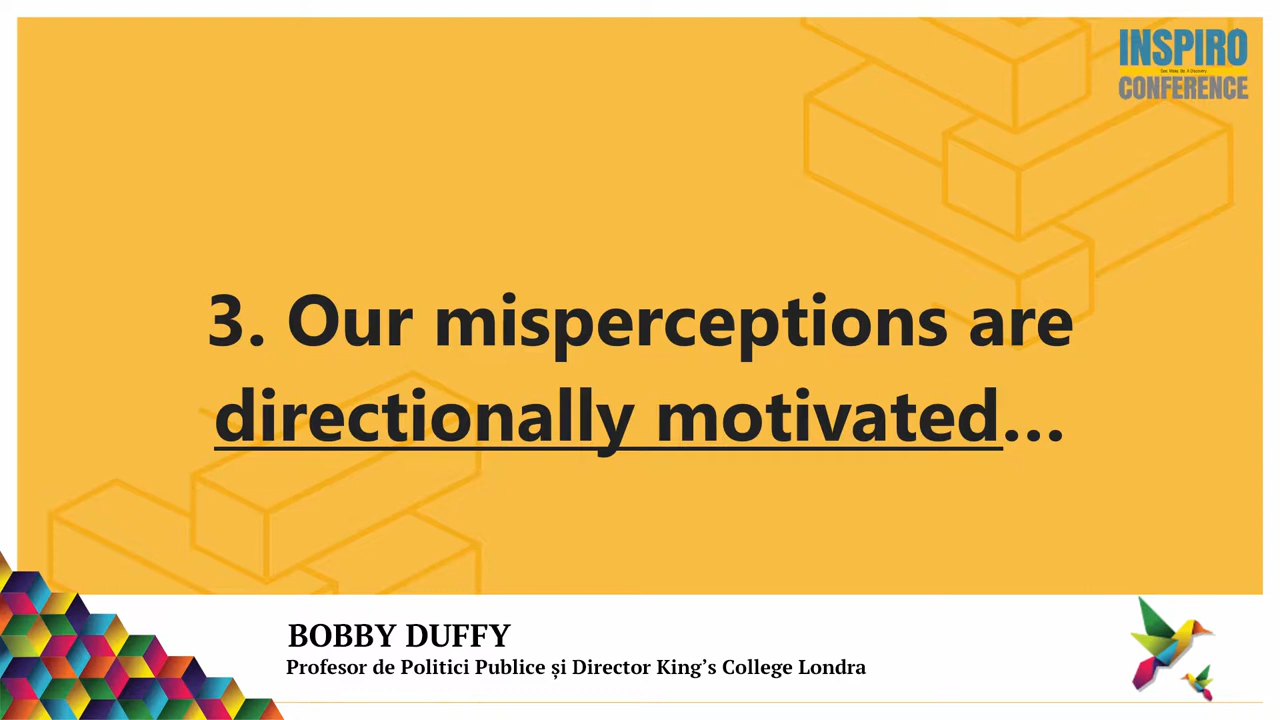 INSPIRO
CONFERENCE
3. Our misperceptions are
directionally motivated...
BOBBY DUFFY
Profesor de Politici Publice și Director King’s College Londra